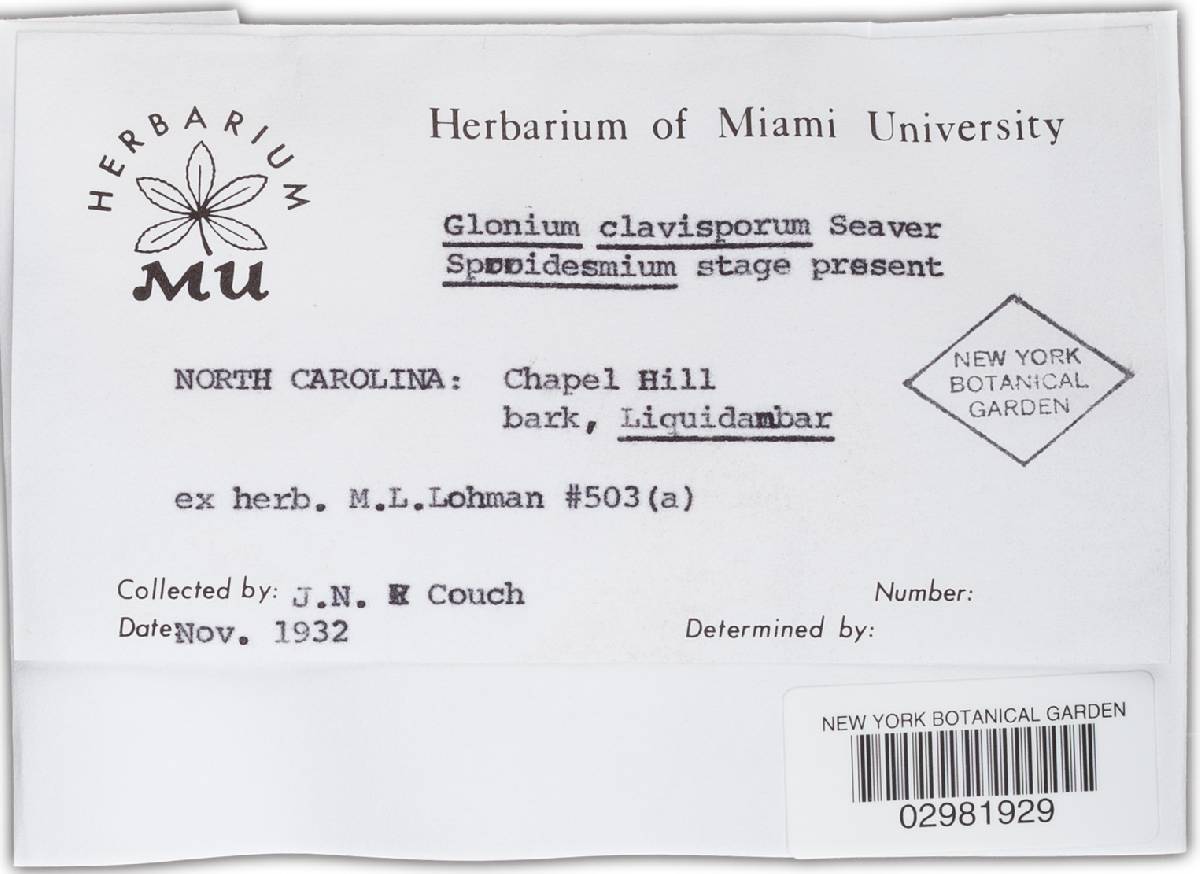 HERBARIUM
MU
Herbarium of Miami University
Glonium clavisporum Seaver
Sporidesmium stage present
NORTH CAROLINA: Chapel Hill
bark, Liquidambar
NEW YORK
BOTANICAL
GARDEN
ex herb. M.L.Lohman #503(a)
Collected by: J.N. Couch
Number:
Date Nov. 1932
Determined by:
NEW YORK BOTANICAL GARDEN
02981929